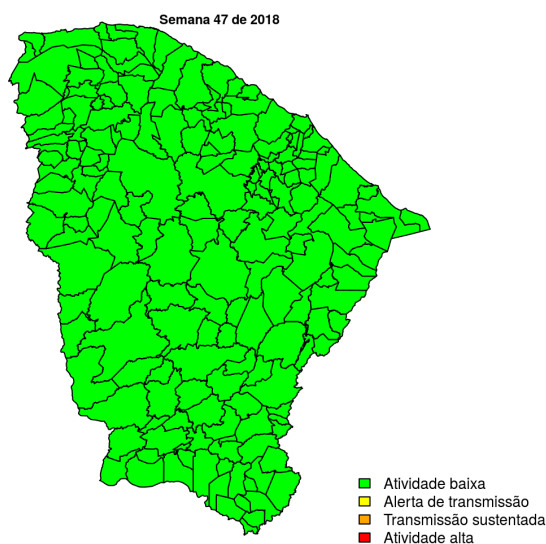 Semana 47 de 2018
Atividade baixa
Alerta de transmissão
Transmissão sustentada
Atividade alta